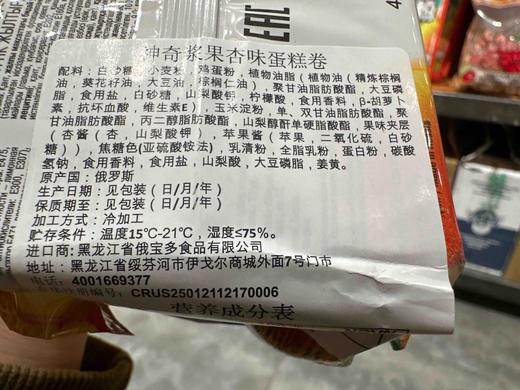 EAC
神奇浆果杏味蛋糕卷
配料：白砂糖，小麦粉，鸡蛋粉，植物油脂（植物油（精炼棕榈
油，葵花籽油，大豆油，棕榈仁油），聚甘油脂肪酸酯，大豆磷
脂，食用盐，白砂糖，山梨酸钾，柠檬酸，食用香料，β-胡萝卜
素，抗坏血酸，维生素E），玉米淀粉，单、双甘油脂肪酸酯，聚
甘油脂肪酸酯，丙二醇脂肪酸酯，山梨醇酐单硬脂酸酯，果味夹层
（杏酱（杏，山梨酸钾），苹果酱（苹果，二氧化硫，白砂
糖）），焦糖色(亚硫酸铵法)，乳清粉，全脂乳粉，蛋白粉，碳酸
氢钠，食用香料，食用盐，山梨酸，大豆磷脂，姜黄。
原产国：俄罗斯
生产日期：见包装（日/月/年）
保质期至：见包装（日/月/年）
加工方式：冷加工
贮存条件：温度15℃-21℃，湿度≤75%。
进口商：黑龙江省俄宝多食品有限公司
地址：黑龙江省绥芬河市伊戈尔商城外面7号门市
电话：4001669377
注册编号：CRUS25012112170006
营养成分表